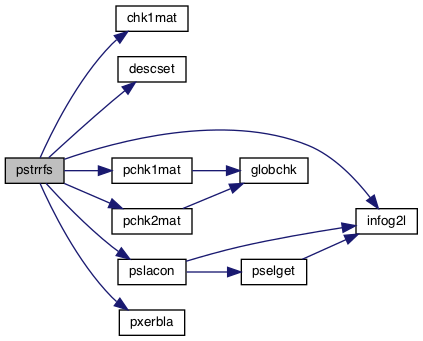 chk1mat
descset
pstrrfs
pchk1mat
globchk
pchk2mat
infog2l
pslacon
pselget
pxerbla